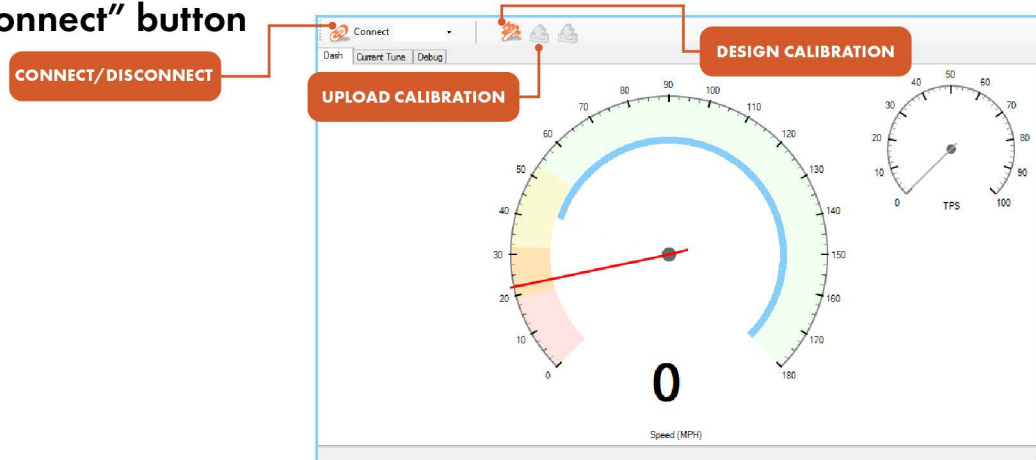 onnect” button
Connect
CONNECT/DISCONNECT
DESIGN CALIBRATION
UPLOAD CALIBRATION
Dash Current Tune Debug
0 10 20 30 40 50 60 70 80 90 100 110 120 130 140 150 160 170 180
0
Speed (MPH)
0 10 20 30 40 50 60 70 80 90 100
TPS